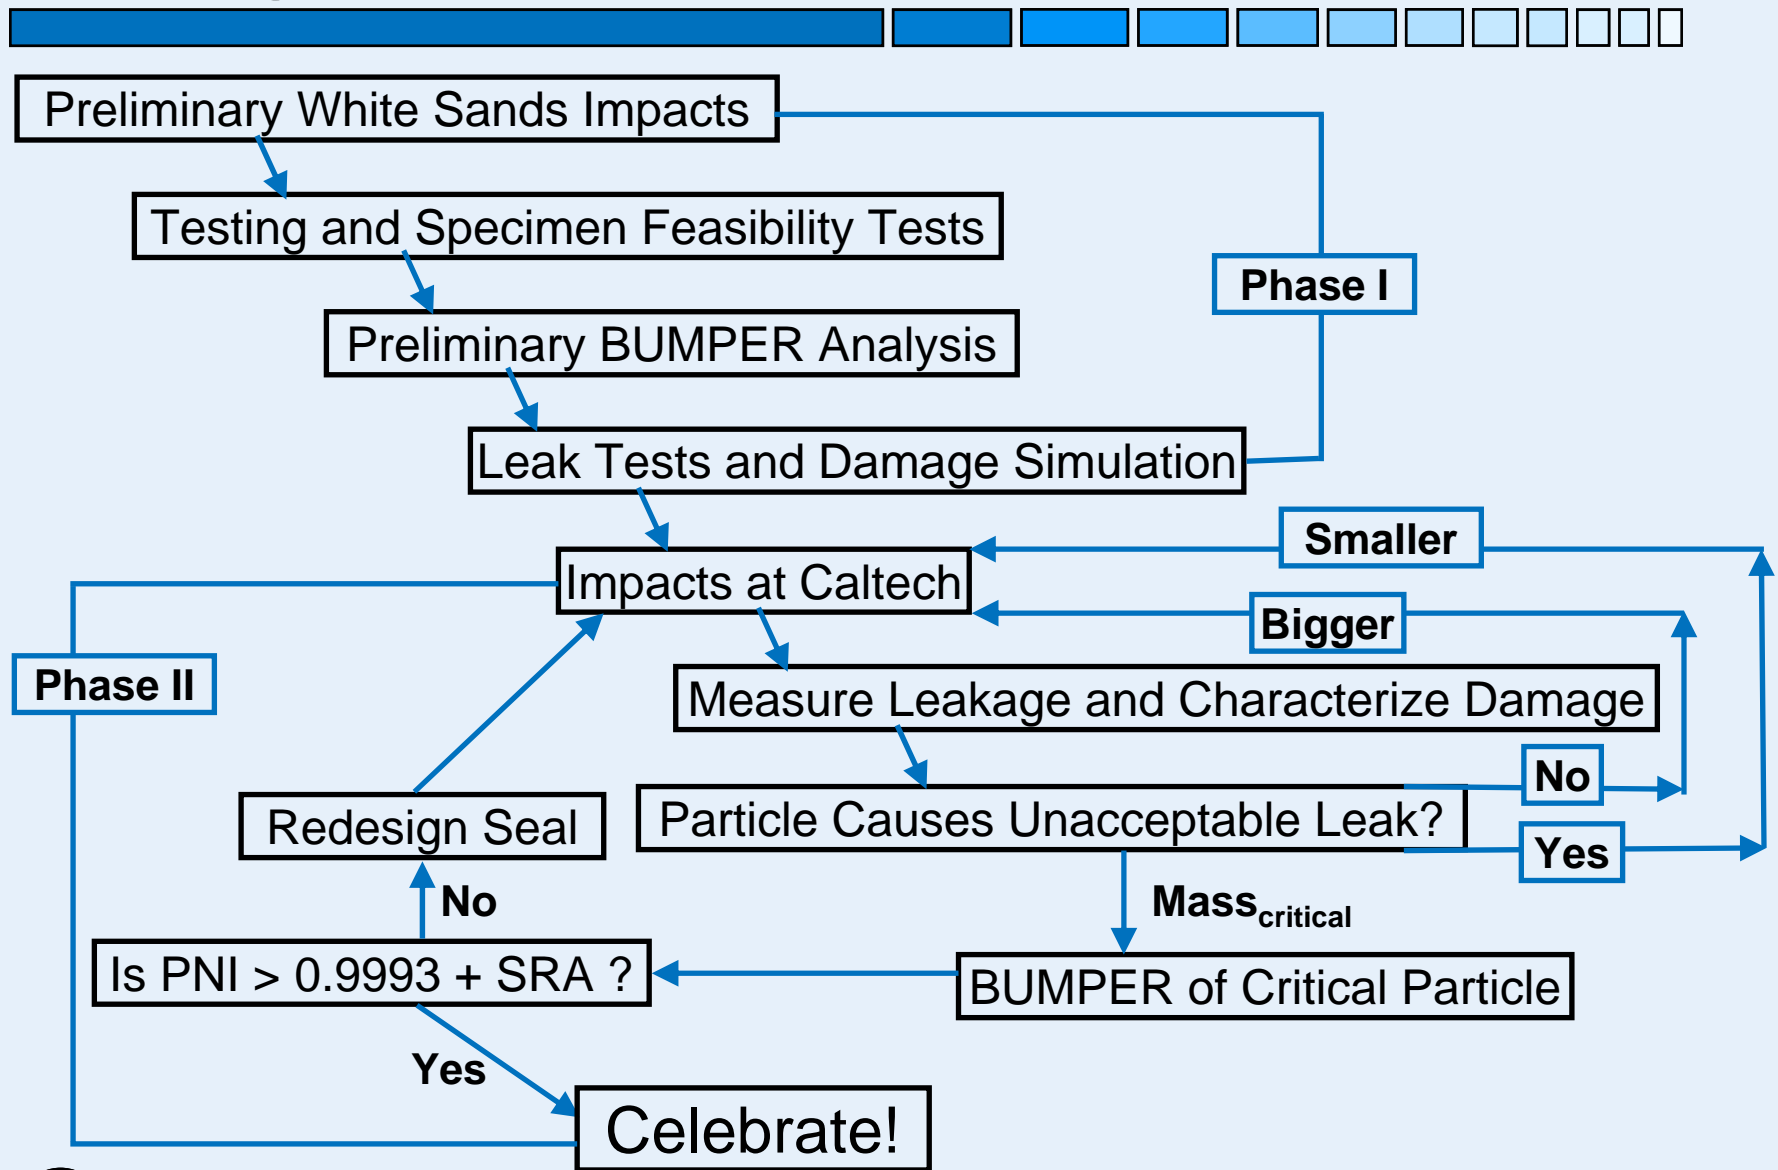 Preliminary White Sands Impacts
Testing and Specimen Feasibility Tests
Phase I
Preliminary BUMPER Analysis
Leak Tests and Damage Simulation
Smaller
Impacts at Caltech
Bigger
Phase II
Measure Leakage and Characterize Damage
No
Redesign Seal
Particle Causes Unacceptable Leak?
Yes
No
Mass critical
Is PNI > 0.9993 + SRA ?
BUMPER of Critical Particle
Yes
Celebrate!